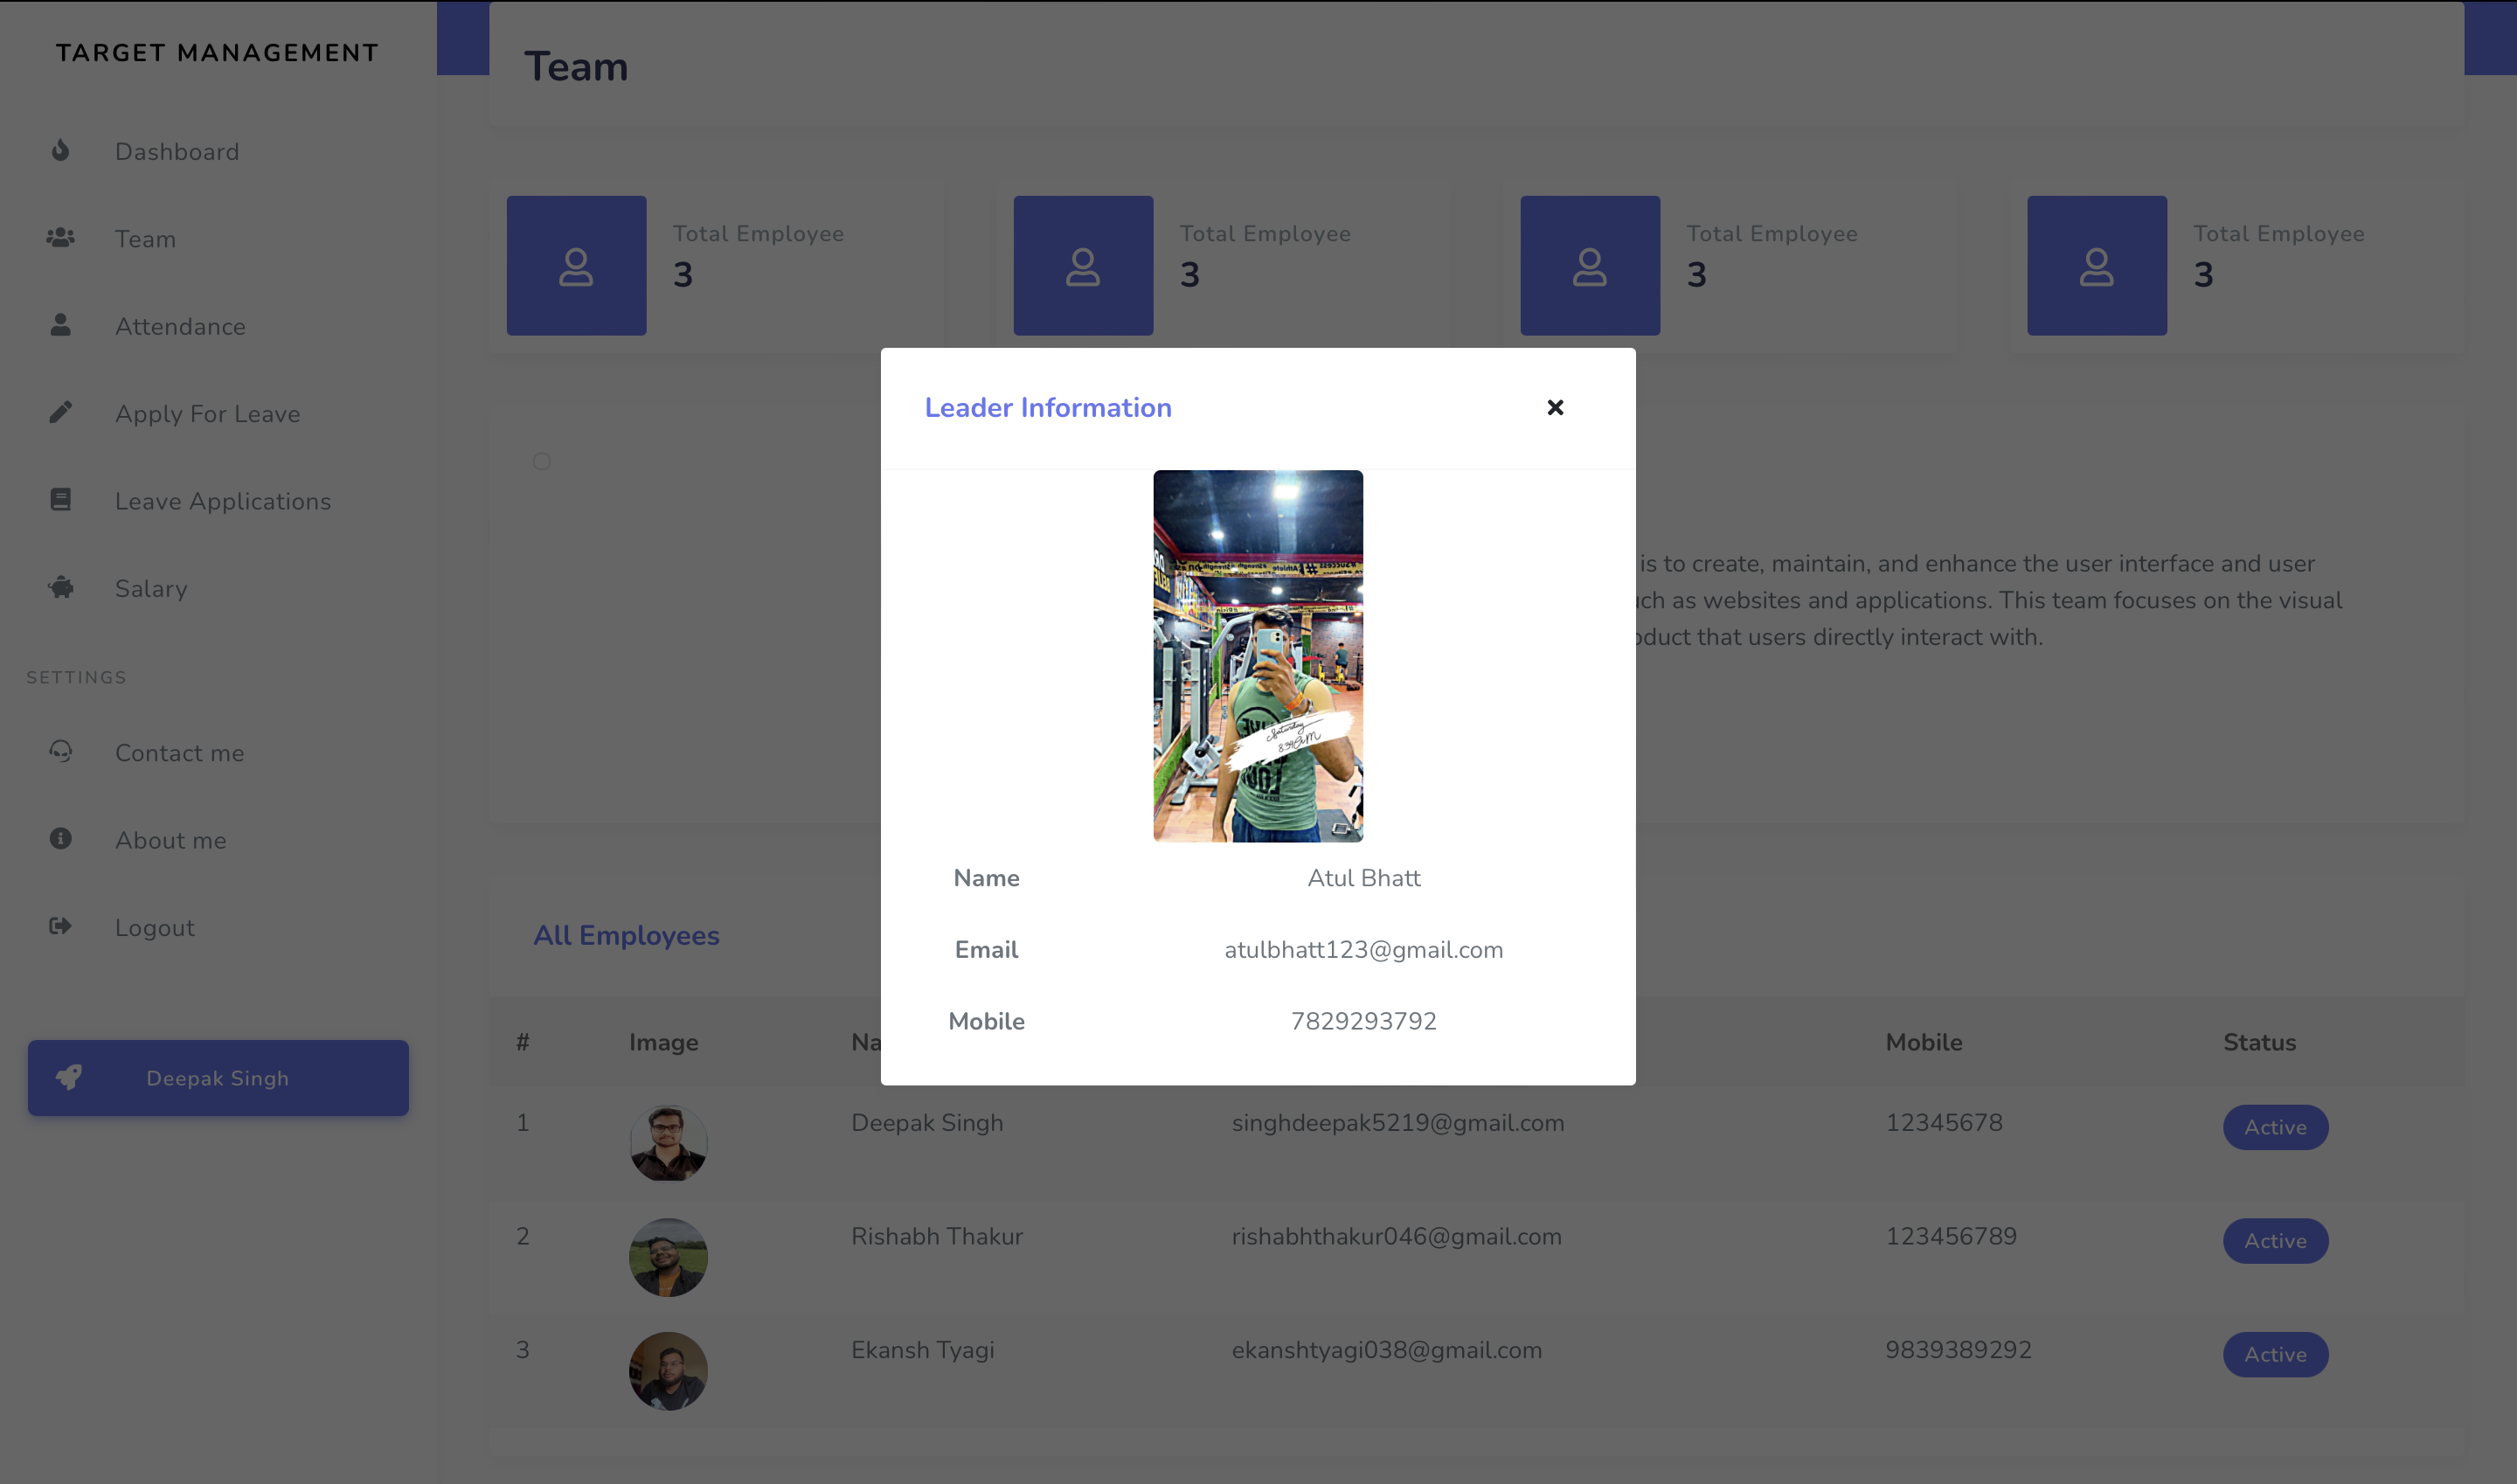 TARGET MANAGEMENT
Dashboard
Team
Attendance
Apply For Leave
Leave Applications
Salary
SETTINGS
Contact me
About me
Logout
Deepak Singh
Team
Total Employee
3
Total Employee
3
Total Employee
3
Total Employee
3
is to create, maintain, and enhance the user interface and user
as websites and applications. This team focuses on the visual
that users directly interact with.
Leader Information
Saturday
Name Atul Bhatt
Email atulbhatt123@gmail.com
Mobile 7829293792
All Employees
# Image Mobile Status
1 Deepak Singh singhdeepak5219@gmail.com 12345678 Active
2 Rishabh Thakur rishabhthakur046@gmail.com 123456789 Active
3 Ekansh Tyagi ekanshtyagi038@gmail.com 9839389292 Active